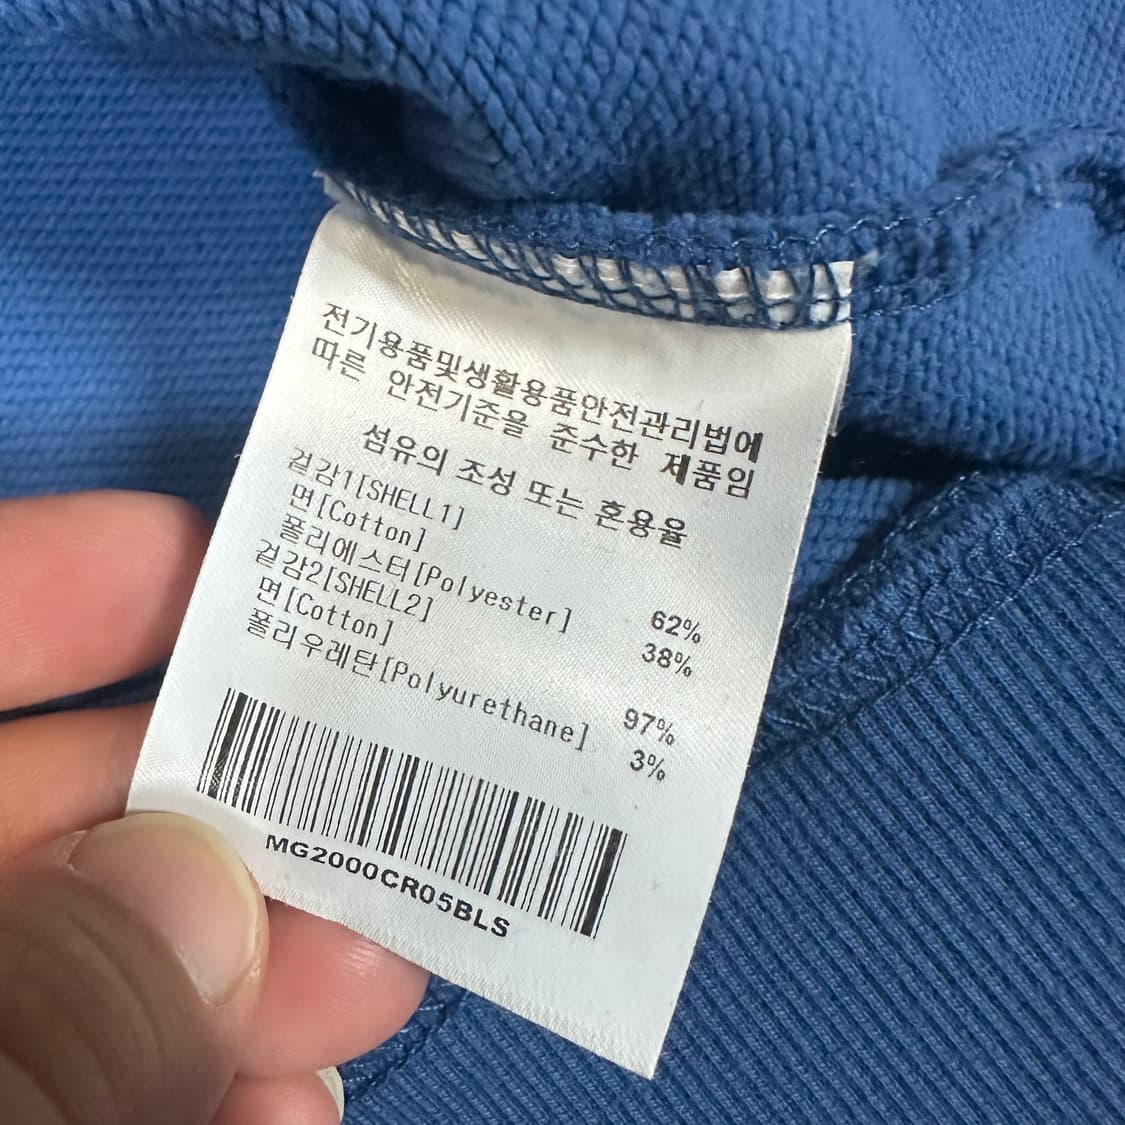 전기용품및생활용품안전관리법에
따른 안전기준을 준수한 제품임
섬유의 조성 또는 혼용율
겉감1[SHELL1]
면[Cotton] 62%
폴리에스터[Polyester] 38%
겉감2[SHELL2]
면[Cotton] 97%
폴리우레탄[Polyurethane] 3%
MG2000CR05BLS